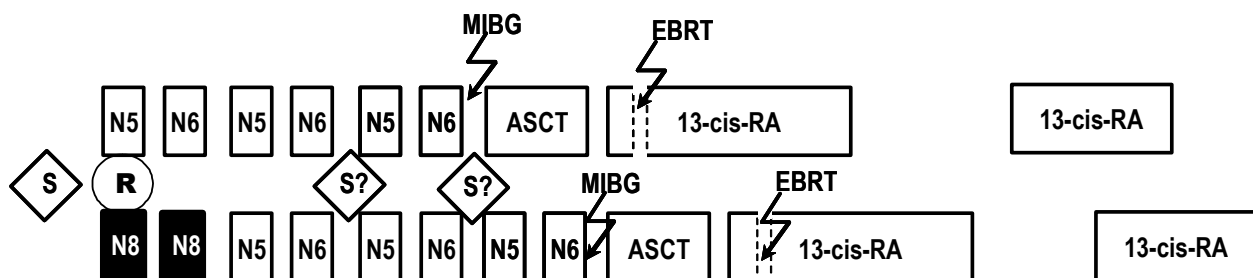 MIBG EBRT
N5 N6 N5 N6 N5 N6 ASCT 13-cis-RA 13-cis-RA
S R S? S? MIBG EBRT
N8 N8 N5 N6 N5 N6 N5 N6 ASCT 13-cis-RA 13-cis-RA